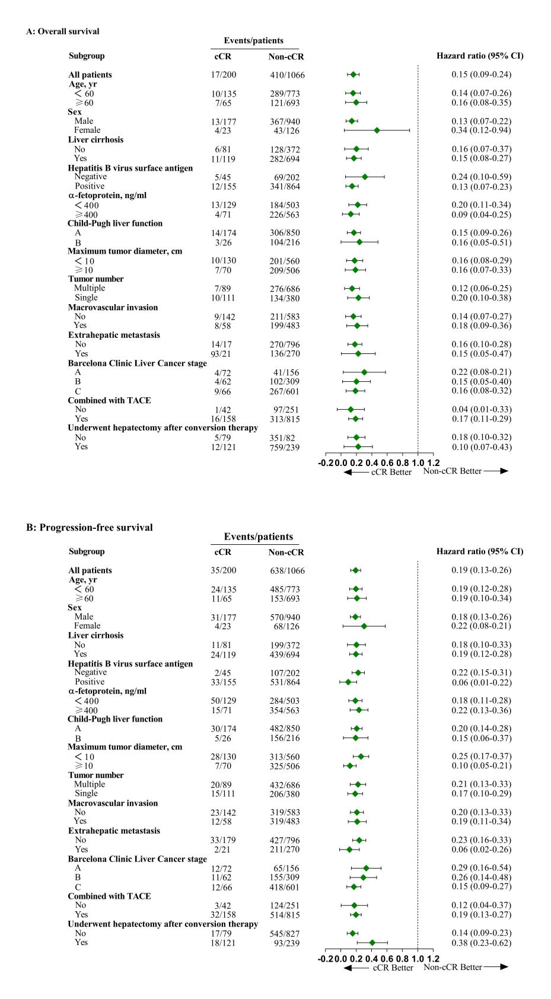 A: Overall survival
Events/patients
Subgroup cCR Non-cCR Hazard ratio (95% CI)
All patients 17/200 410/1066 0.15 (0.09-0.24)
Age, yr
＜60 10/135 289/773 0.14 (0.07-0.26)
⩾60 7/65 121/693 0.16 (0.08-0.35)
Sex
Male 13/177 367/940 0.13 (0.07-0.22)
Female 4/23 43/126 0.34 (0.12-0.94)
Liver cirrhosis
No 6/81 128/372 0.16 (0.07-0.37)
Yes 11/119 282/694 0.15 (0.08-0.27)
Hepatitis B virus surface antigen
Negative 5/45 69/202 0.24 (0.10-0.59)
Positive 12/155 341/864 0.13 (0.07-0.23)
α-fetoprotein, ng/ml
＜400 13/129 184/503 0.20 (0.11-0.34)
⩾400 4/71 226/563 0.09 (0.04-0.25)
Child-Pugh liver function
A 14/174 306/850 0.15 (0.09-0.26)
B 3/26 104/216 0.16 (0.05-0.51)
Maximum tumor diameter, cm
＜10 10/130 201/560 0.16 (0.08-0.29)
⩾10 7/70 209/506 0.16 (0.07-0.33)
Tumor number
Multiple 7/89 276/686 0.12 (0.06-0.25)
Single 10/111 134/380 0.20 (0.10-0.38)
Macrovascular invasion
No 9/142 211/583 0.14 (0.07-0.27)
Yes 8/58 199/483 0.18 (0.09-0.36)
Extrahepatic metastasis
No 14/17 270/796 0.16 (0.10-0.28)
Yes 93/21 136/270 0.15 (0.05-0.47)
Barcelona Clinic Liver Cancer stage
A 4/72 41/156 0.22 (0.08-0.21)
B 4/62 102/309 0.15 (0.05-0.40)
C 9/66 267/601 0.16 (0.08-0.32)
Combined with TACE
No 1/42 97/251 0.04 (0.01-0.33)
Yes 16/158 313/815 0.17 (0.11-0.29)
Underwent hepatectomy after conversion therapy
No 5/79 351/82 0.18 (0.10-0.32)
Yes 12/121 759/239 0.10 (0.07-0.43)
-0.2 0.0 0.2 0.4 0.6 0.8 1.0 1.2
cCR Better Non-cCR Better
B: Progression-free survival
Events/patients
Subgroup cCR Non-cCR Hazard ratio (95% CI)
All patients 35/200 638/1066 0.19 (0.13-0.26)
Age, yr
＜60 24/135 485/773 0.19 (0.12-0.28)
⩾60 11/65 153/693 0.19 (0.10-0.34)
Sex
Male 31/177 570/940 0.18 (0.13-0.26)
Female 4/23 68/126 0.22 (0.08-0.21)
Liver cirrhosis
No 11/81 199/372 0.18 (0.10-0.33)
Yes 24/119 439/694 0.19 (0.12-0.28)
Hepatitis B virus surface antigen
Negative 2/45 107/202 0.22 (0.15-0.31)
Positive 33/155 531/864 0.06 (0.01-0.22)
α-fetoprotein, ng/ml
＜400 50/129 284/503 0.18 (0.11-0.28)
⩾400 15/71 354/563 0.22 (0.13-0.36)
Child-Pugh liver function
A 30/174 482/850 0.20 (0.14-0.28)
B 5/26 156/216 0.15 (0.06-0.37)
Maximum tumor diameter, cm
＜10 28/130 313/560 0.25 (0.17-0.37)
⩾10 7/70 325/506 0.10 (0.05-0.21)
Tumor number
Multiple 20/89 432/686 0.21 (0.13-0.33)
Single 15/111 206/380 0.17 (0.10-0.29)
Macrovascular invasion
No 23/142 319/583 0.20 (0.13-0.33)
Yes 12/58 319/483 0.19 (0.11-0.34)
Extrahepatic metastasis
No 33/179 427/796 0.23 (0.16-0.33)
Yes 2/21 211/270 0.06 (0.02-0.26)
Barcelona Clinic Liver Cancer stage
A 12/72 65/156 0.29 (0.16-0.54)
B 11/62 155/309 0.26 (0.14-0.48)
C 12/66 418/601 0.15 (0.09-0.27)
Combined with TACE
No 3/42 124/251 0.12 (0.04-0.37)
Yes 32/158 514/815 0.19 (0.13-0.27)
Underwent hepatectomy after conversion therapy
No 17/79 545/827 0.14 (0.09-0.23)
Yes 18/121 93/239 0.38 (0.23-0.62)
-0.2 0.0 0.2 0.4 0.6 0.8 1.0 1.2
cCR Better Non-cCR Better